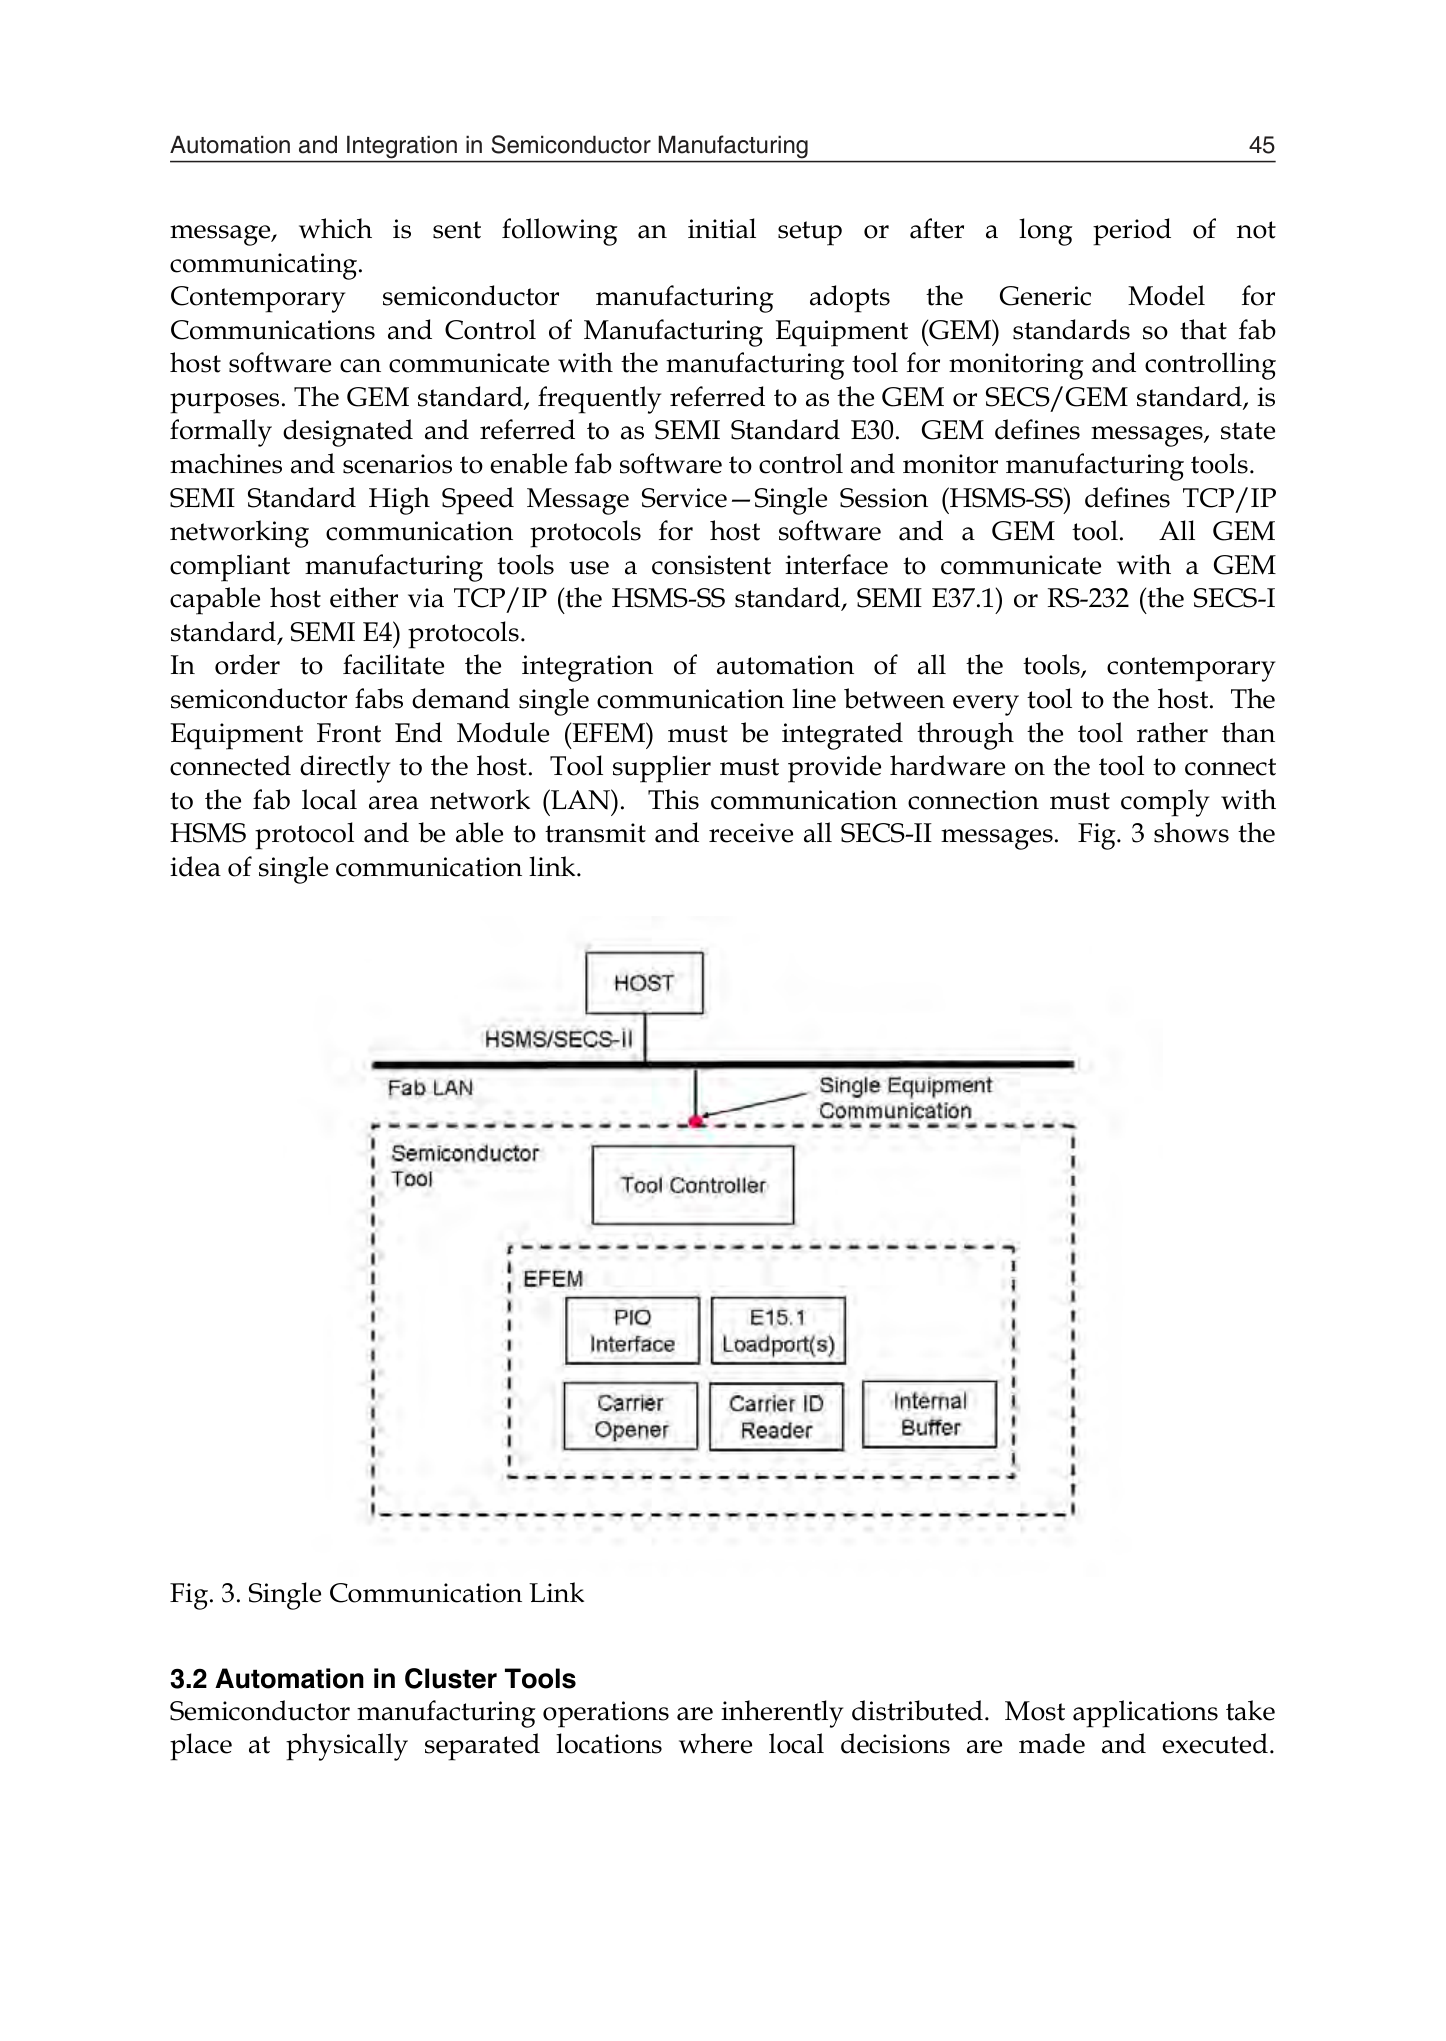 Automation and Integration in Semiconductor Manufacturing 45
message, which is sent following an initial setup or after a long period of not
communicating.
Contemporary semiconductor manufacturing adopts the Generic Model for
Communications and Control of Manufacturing Equipment (GEM) standards so that fab
host software can communicate with the manufacturing tool for monitoring and controlling
purposes. The GEM standard, frequently referred to as the GEM or SECS/GEM standard, is
formally designated and referred to as SEMI Standard E30. GEM defines messages, state
machines and scenarios to enable fab software to control and monitor manufacturing tools.
SEMI Standard High Speed Message Service—Single Session (HSMS-SS) defines TCP/IP
networking communication protocols for host software and a GEM tool. All GEM
compliant manufacturing tools use a consistent interface to communicate with a GEM
capable host either via TCP/IP (the HSMS-SS standard, SEMI E37.1) or RS-232 (the SECS-I
standard, SEMI E4) protocols.
In order to facilitate the integration of automation of all the tools, contemporary
semiconductor fabs demand single communication line between every tool to the host. The
Equipment Front End Module (EFEM) must be integrated through the tool rather than
connected directly to the host. Tool supplier must provide hardware on the tool to connect
to the fab local area network (LAN). This communication connection must comply with
HSMS protocol and be able to transmit and receive all SECS-II messages. Fig. 3 shows the
idea of single communication link.
HOST
HSMS/SECS-II
Fab LAN
Single Equipment
Communication
Semiconductor
Tool
Tool Controller
EFEM
PIO
Interface
E15.1
Loadport(s)
Carrier
Opener
Carrier ID
Reader
Internal
Buffer
Fig. 3. Single Communication Link
3.2 Automation in Cluster Tools
Semiconductor manufacturing operations are inherently distributed. Most applications take
place at physically separated locations where local decisions are made and executed.